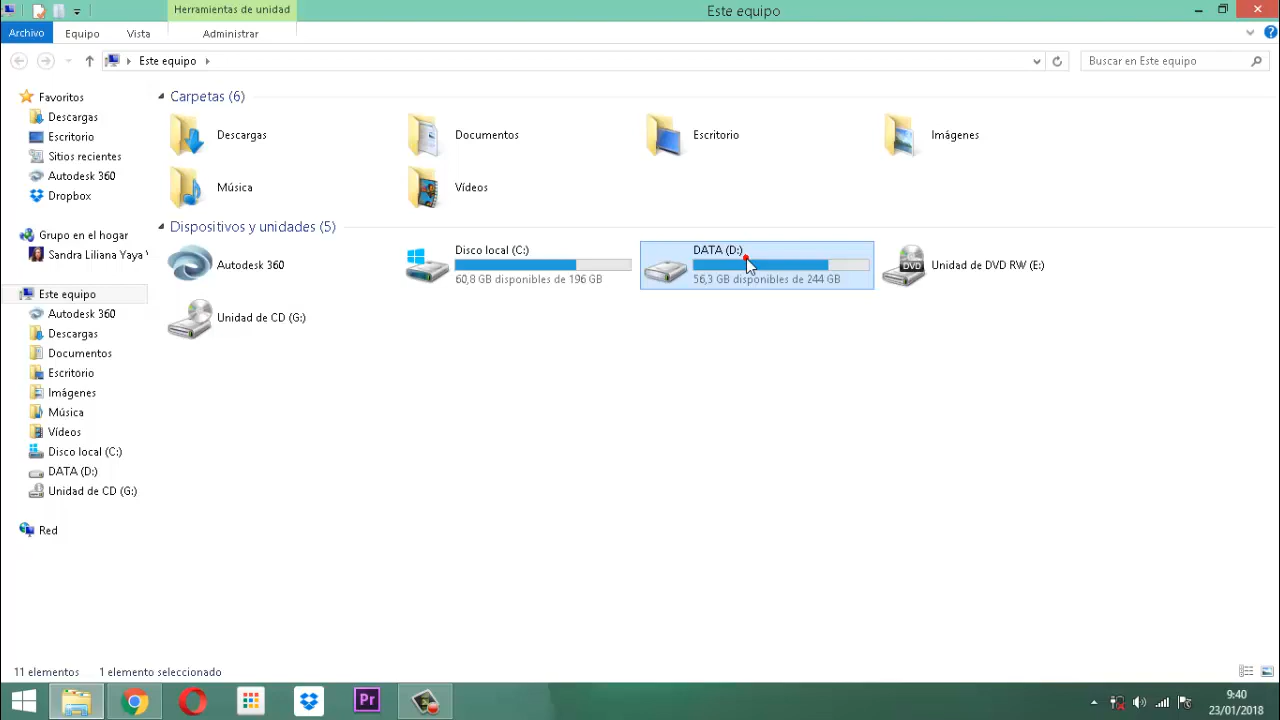 Herramientas de unidad
Este equipo
Archivo
Equipo
Vista
Administrar
Este equipo
Buscar en Este equipo
Favoritos
Descargas
Escritorio
Sitios recientes
Autodesk 360
Dropbox
Grupo en el hogar
Sandra Liliana Yaya
Este equipo
Autodesk 360
Descargas
Documentos
Escritorio
Imágenes
Música
Vídeos
Disco local (C:)
DATA (D:)
Unidad de CD (G:)
Red
Carpetas (6)
Descargas
Documentos
Escritorio
Imágenes
Música
Vídeos
Dispositivos y unidades (5)
Autodesk 360
Disco local (C:)
60,8 GB disponibles de 196 GB
DATA (D:)
56,3 GB disponibles de 244 GB
DVD
Unidad de DVD RW (E:)
Unidad de CD (G:)
11 elementos
1 elemento seleccionado
Pr
9:40
23/01/2018